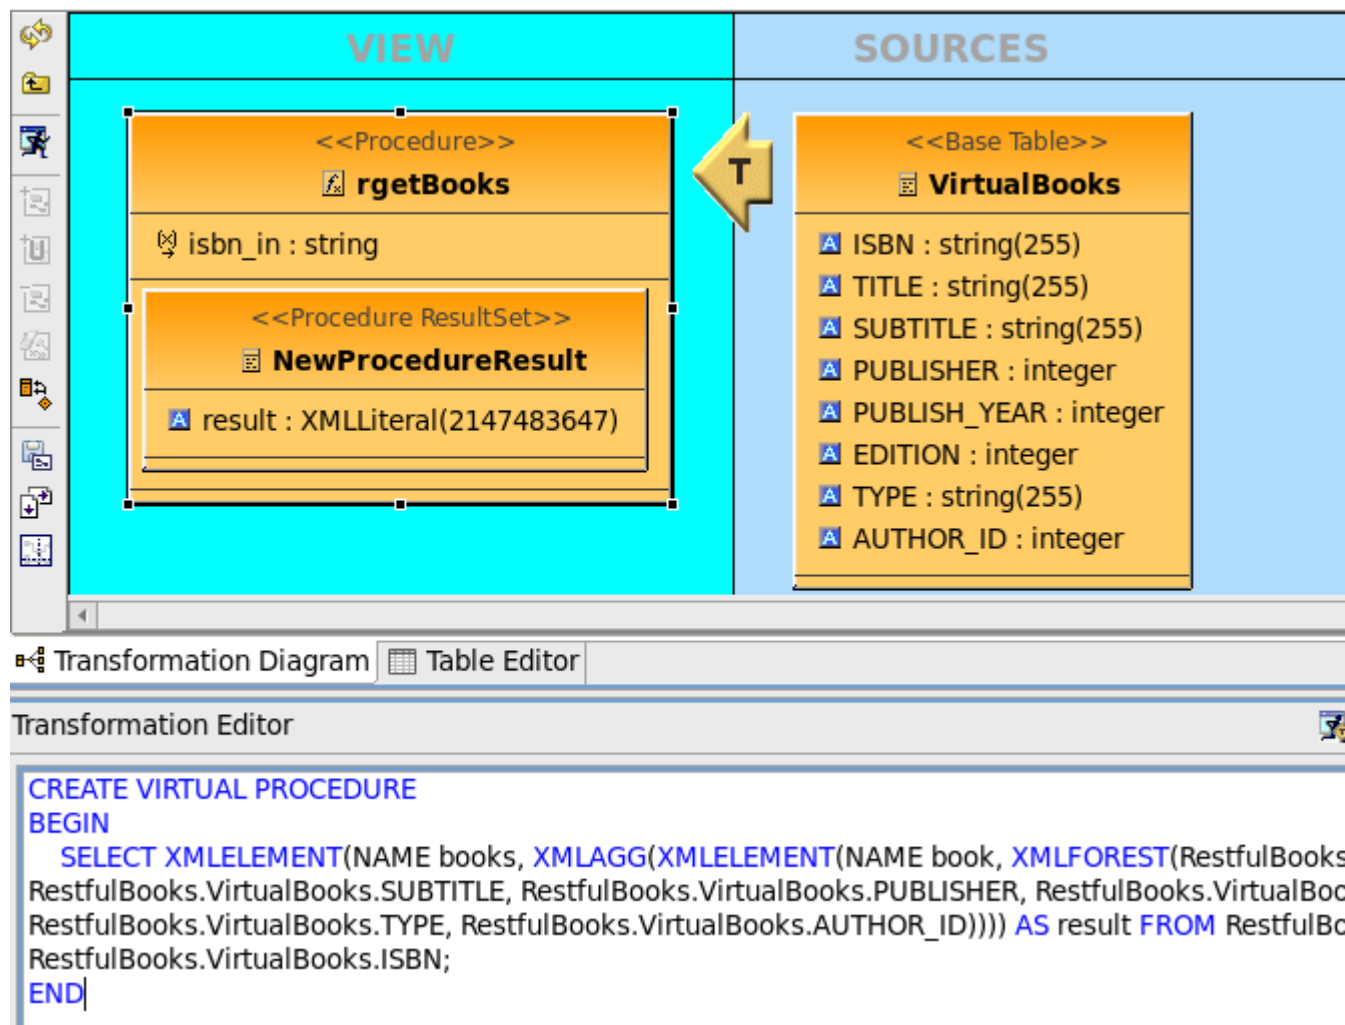 VIEW
SOURCES
<<Procedure>>
rgetBooks
isbn_in : string
<<Procedure ResultSet>>
NewProcedureResult
result : XMLLiteral(2147483647)
T
<<Base Table>>
VirtualBooks
ISBN : string(255)
TITLE : string(255)
SUBTITLE : string(255)
PUBLISHER : integer
PUBLISH_YEAR : integer
EDITION : integer
TYPE : string(255)
AUTHOR_ID : integer
Transformation Diagram
Table Editor
Transformation Editor
CREATE VIRTUAL PROCEDURE
BEGIN
SELECT XMLELEMENT(NAME books, XMLAGG(XMLELEMENT(NAME book, XMLFOREST(RestfulBooks
RestfulBooks.VirtualBooks.SUBTITLE, RestfulBooks.VirtualBooks.PUBLISHER, RestfulBooks.VirtualBoo
RestfulBooks.VirtualBooks.TYPE, RestfulBooks.VirtualBooks.AUTHOR_ID)))) AS result FROM RestfulBo
RestfulBooks.VirtualBooks.ISBN;
END